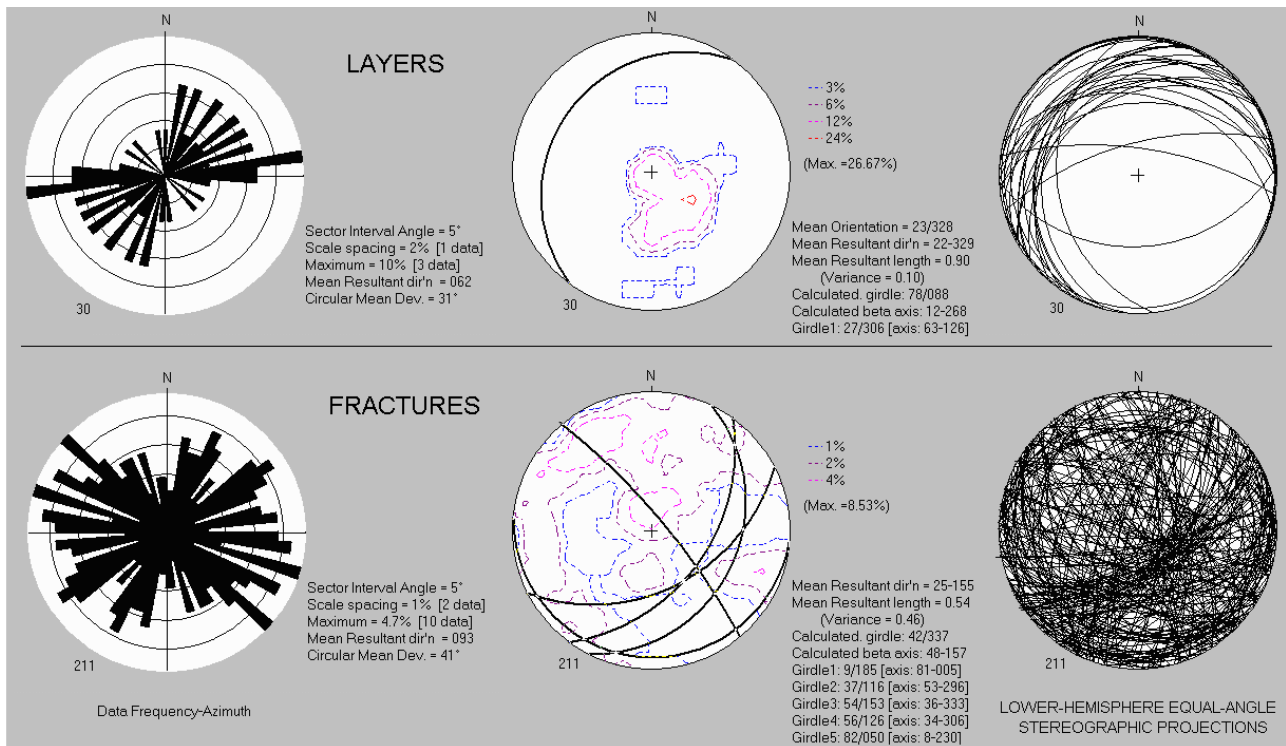 N
N
N
LAYERS
3%
6%
12%
24%
(Max. =26.67%)
Sector Interval Angle = 5°
Scale spacing = 2% [1 data]
Maximum = 10% [3 data]
Mean Resultant dir'n = 062
Circular Mean Dev. = 31°
Mean Orientation = 23/328
Mean Resultant dir'n = 22-329
Mean Resultant length = 0.90
(Variance = 0.10)
Calculated. girdle: 78/088
Calculated beta axis: 12-268
Girdle1: 27/306 [axis: 63-126]
30
30
30
N
N
N
FRACTURES
1%
2%
4%
(Max. =8.53%)
Sector Interval Angle = 5°
Scale spacing = 1% [2 data]
Maximum = 4.7% [10 data]
Mean Resultant dir'n = 093
Circular Mean Dev. = 41°
Mean Resultant dir'n = 25-155
Mean Resultant length = 0.54
(Variance = 0.46)
Calculated. girdle: 42/337
Calculated beta axis: 48-157
Girdle1: 9/185 [axis: 81-005]
Girdle2: 37/116 [axis: 53-296]
Girdle3: 54/153 [axis: 36-333]
Girdle4: 56/126 [axis: 34-306]
Girdle5: 82/050 [axis: 8-230]
211
211
211
Data Frequency-Azimuth
LOWER-HEMISPHERE EQUAL-ANGLE
STEREOGRAPHIC PROJECTIONS